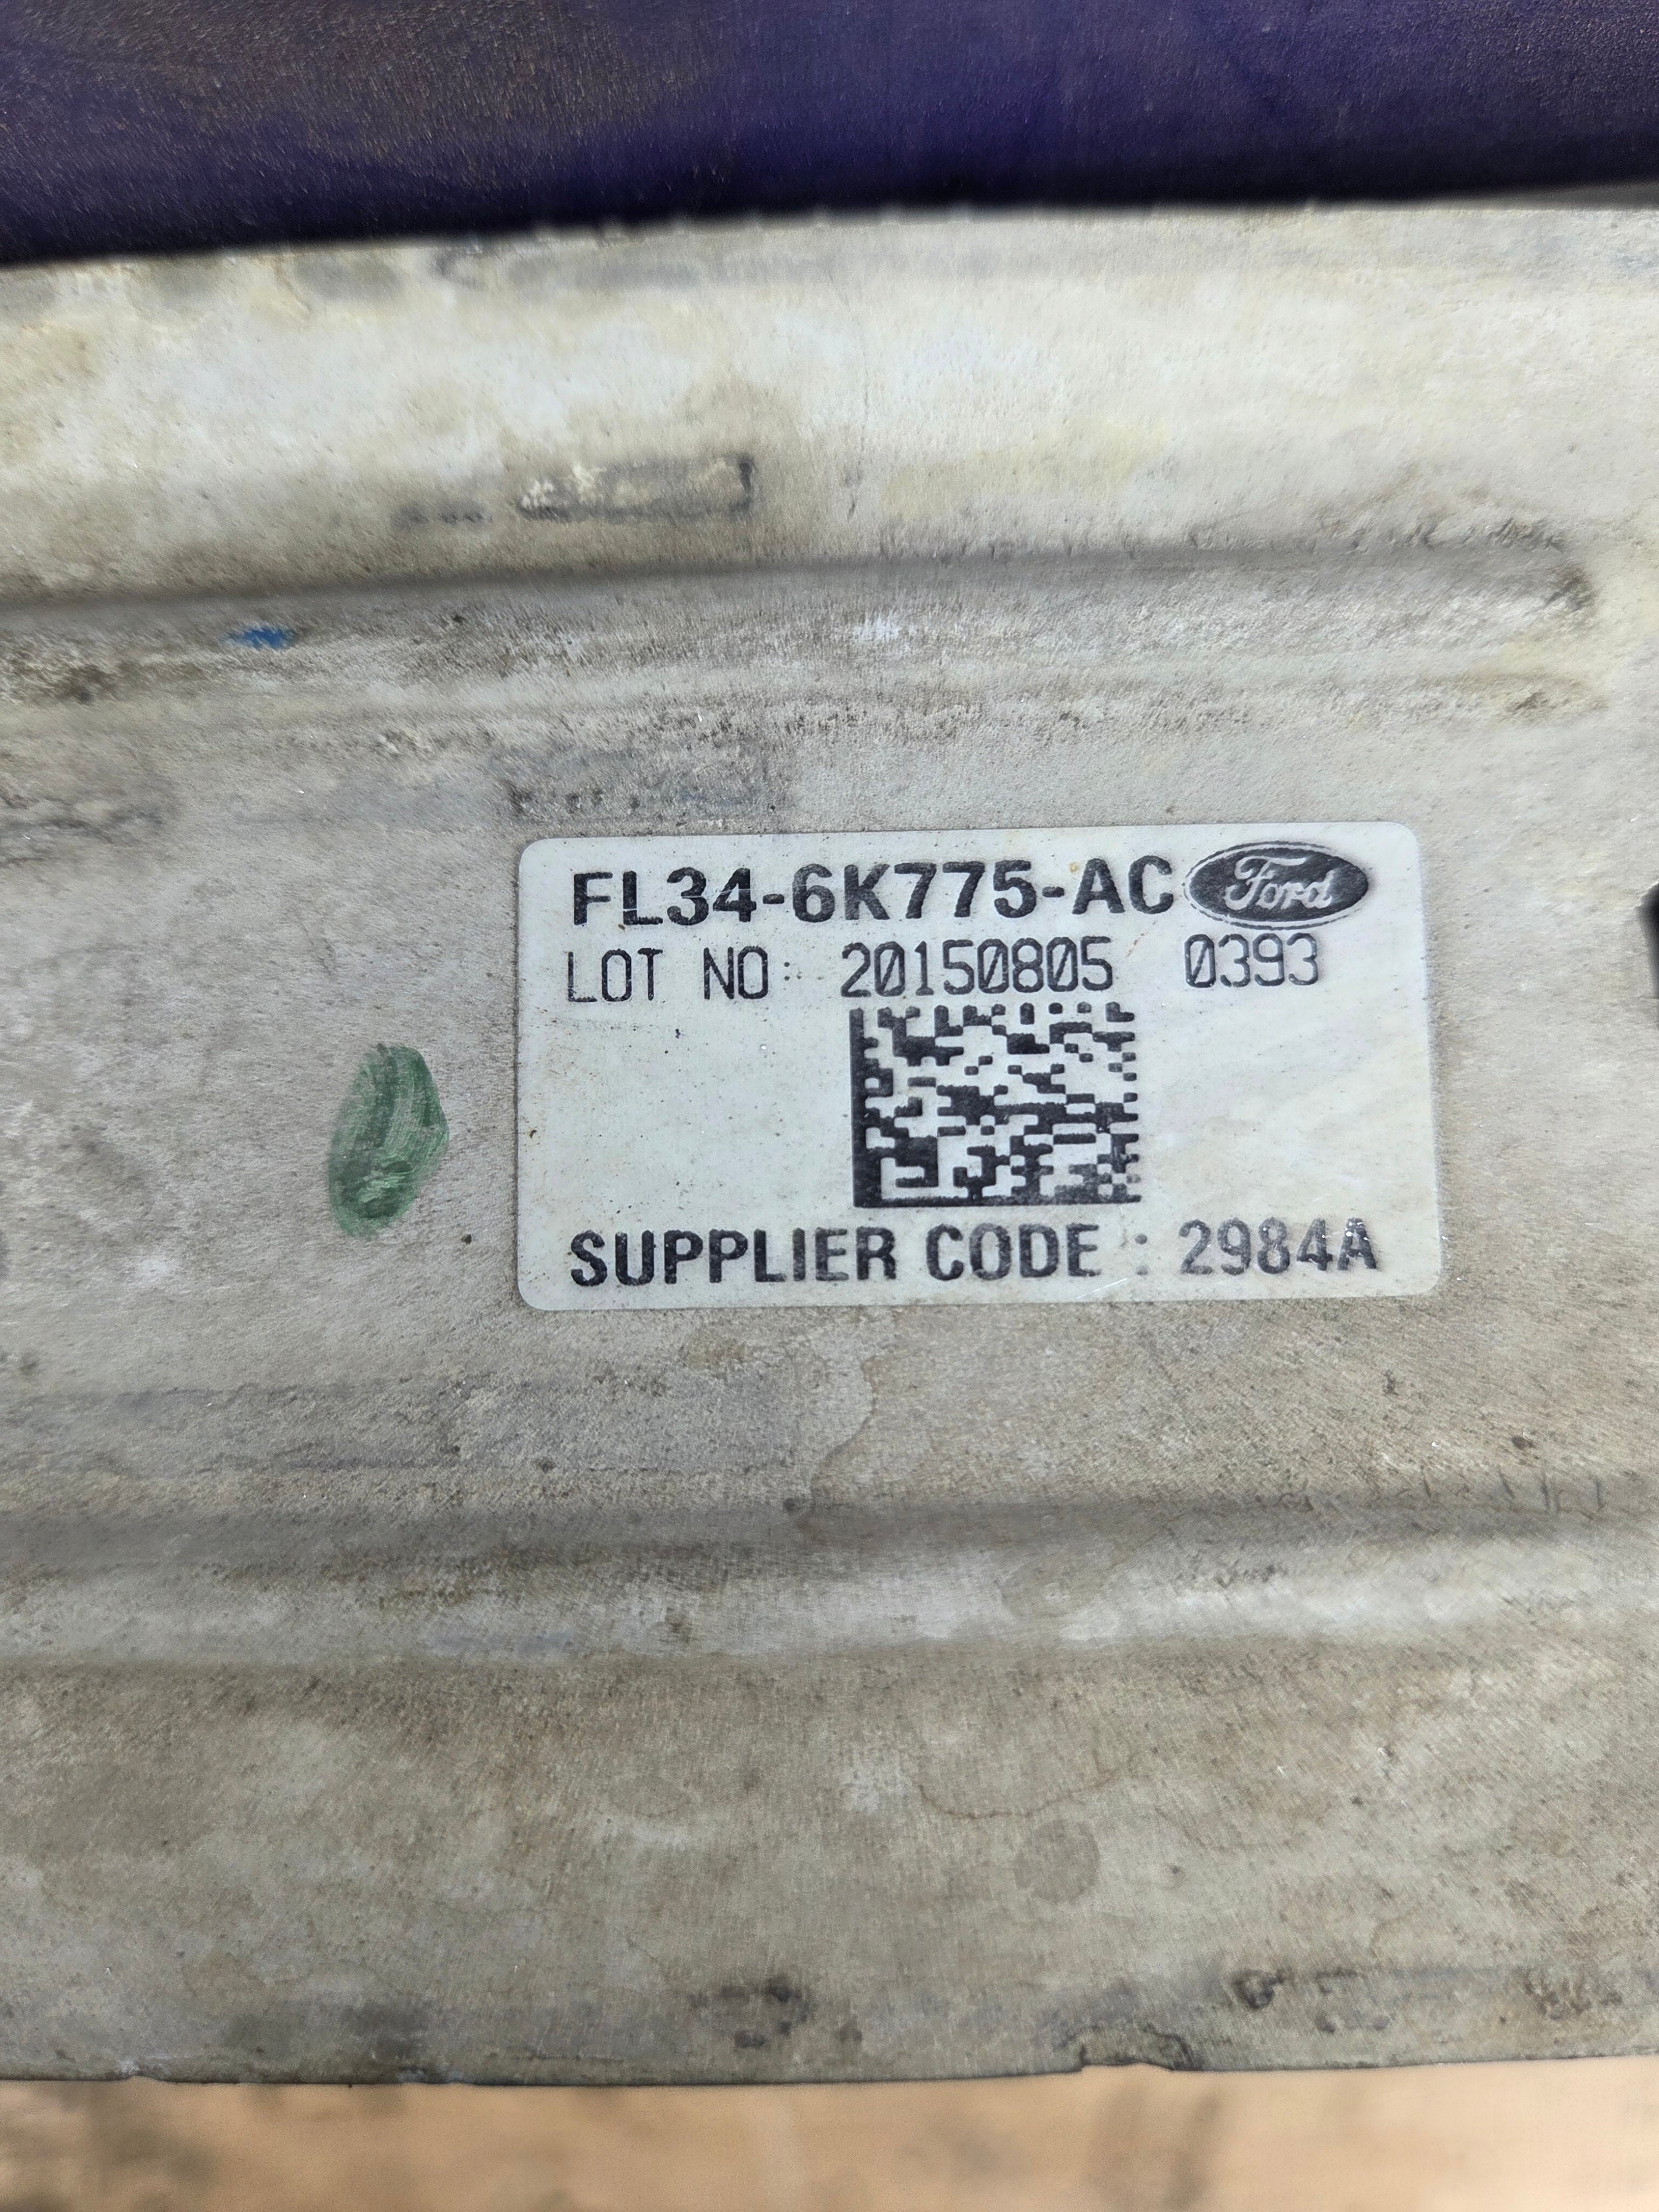 FL34-6K775-AC Ford
LOT NO: 20150805 0393
SUPPLIER CODE : 2984A